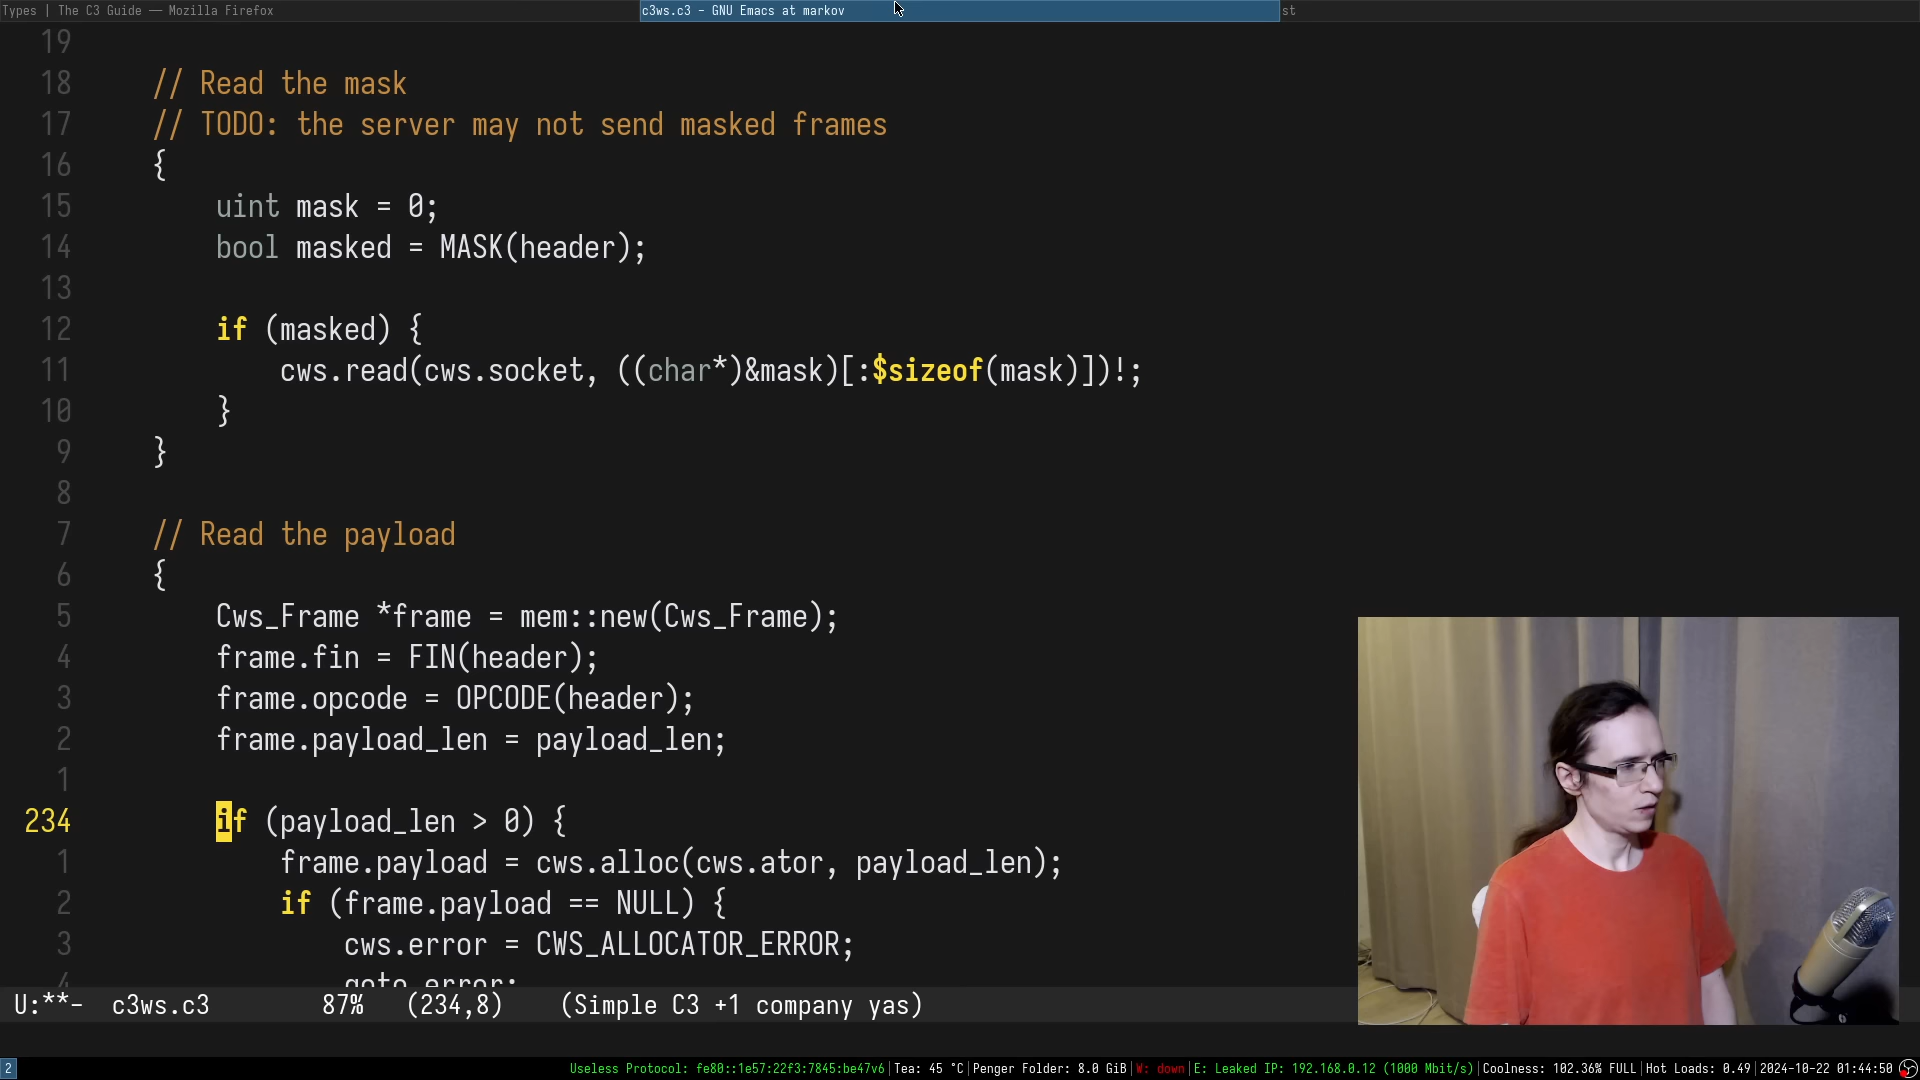 Types | The C3 Guide — Mozilla Firefox
c3ws.c3 - GNU Emacs at markov
st
19
18 // Read the mask
17 // TODO: the server may not send masked frames
16 {
15 uint mask = 0;
14 bool masked = MASK(header);
13
12 if (masked) {
11 cws.read(cws.socket, ((char*)&mask)[:$sizeof(mask)])!;
10 }
9 }
8
7 // Read the payload
6 {
5 Cws_Frame *frame = mem::new(Cws_Frame);
4 frame.fin = FIN(header);
3 frame.opcode = OPCODE(header);
2 frame.payload_len = payload_len;
1
234 if (payload_len > 0) {
1 frame.payload = cws.alloc(cws.ator, payload_len);
2 if (frame.payload == NULL) {
3 cws.error = CWS_ALLOCATOR_ERROR;
4 goto error;
U:**- c3ws.c3 87% (234,8) (Simple C3 +1 company yas)
2 Useless Protocol: fe80::1e57:22f3:7845:be47v6|Tea: 45 °C|Penger Folder: 8.0 GiB|W: down|E: Leaked IP: 192.168.0.12 (1000 Mbit/s)|Coolness: 102.36% FULL|Hot Loads: 0.49|2024-10-22 01:44:50